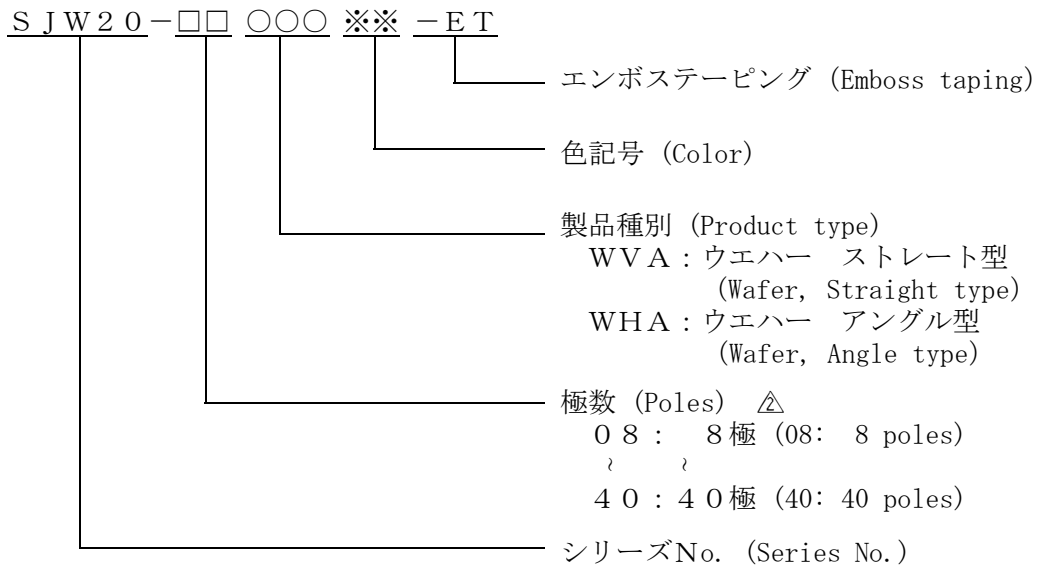 ＳＪＷ２０－□□ ○○○ ※※ －ＥＴ
エンボステーピング (Emboss taping)
色記号 (Color)
製品種別 (Product type)
ＷＶＡ：ウエハー　ストレート型
(Wafer, Straight type)
ＷＨＡ：ウエハー　アングル型
(Wafer, Angle type)
極数 (Poles) 2
０８：　８極 (08: 8 poles)
～　～
４０：４０極 (40: 40 poles)
シリーズNo. (Series No.)